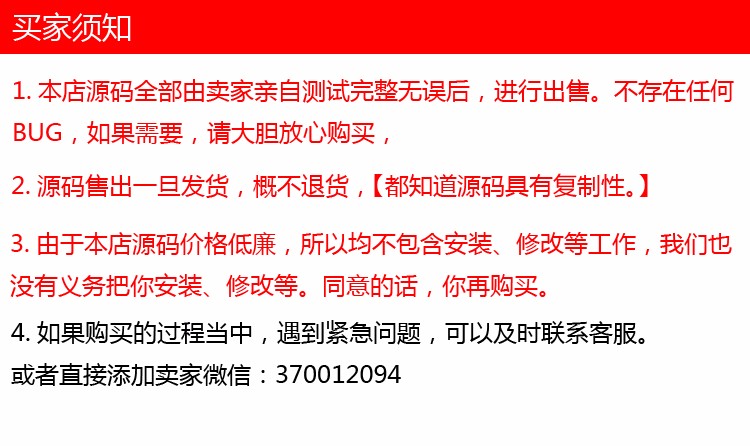 买家须知
1. 本店源码全部由卖家亲自测试完整无误后，进行出售。不存在任何
BUG，如果需要，请大胆放心购买，
2. 源码售出一旦发货，概不退货，【都知道源码具有复制性。】
3. 由于本店源码价格低廉，所以均不包含安装、修改等工作，我们也
没有义务把你安装、修改等。同意的话，你再购买。
4. 如果购买的过程当中，遇到紧急问题，可以及时联系客服。
或者直接添加卖家微信：370012094